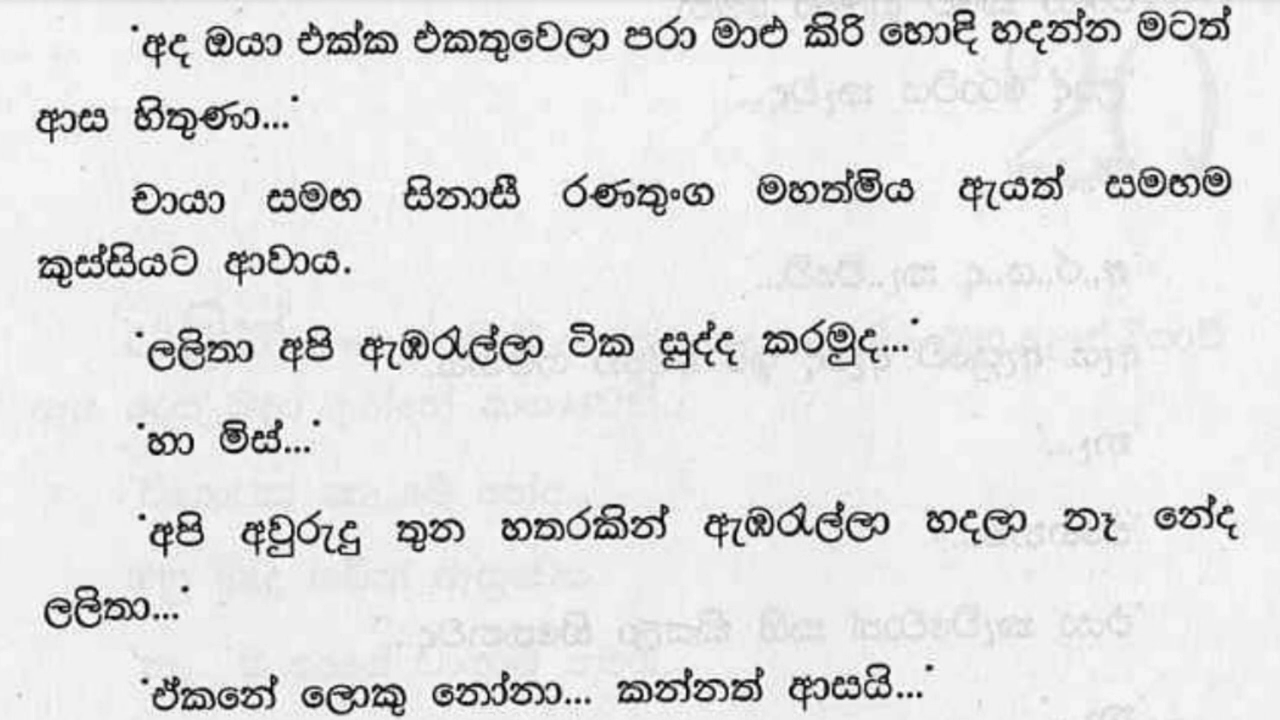 'අද ඔයා එක්ක එකතුවෙලා පරා මාළු කිරි හොඳි හදන්න මටත්
ආස හිතුණා...'
චායා සමඟ සිනාසී රණතුංග මහත්මිය ඇයත් සමඟම
කුස්සියට ආවාය.
'ලලිතා අපි ඇඹරැල්ලා ටික සුද්ද කරමුද...'
'හා මිස්...'
'අපි අවුරුදු තුන හතරකින් ඇඹරැල්ලා හදලා නෑ නේද
ලලිතා...'
'ඒකනේ ලොකු නෝනා... කන්නත් ආසයි...'